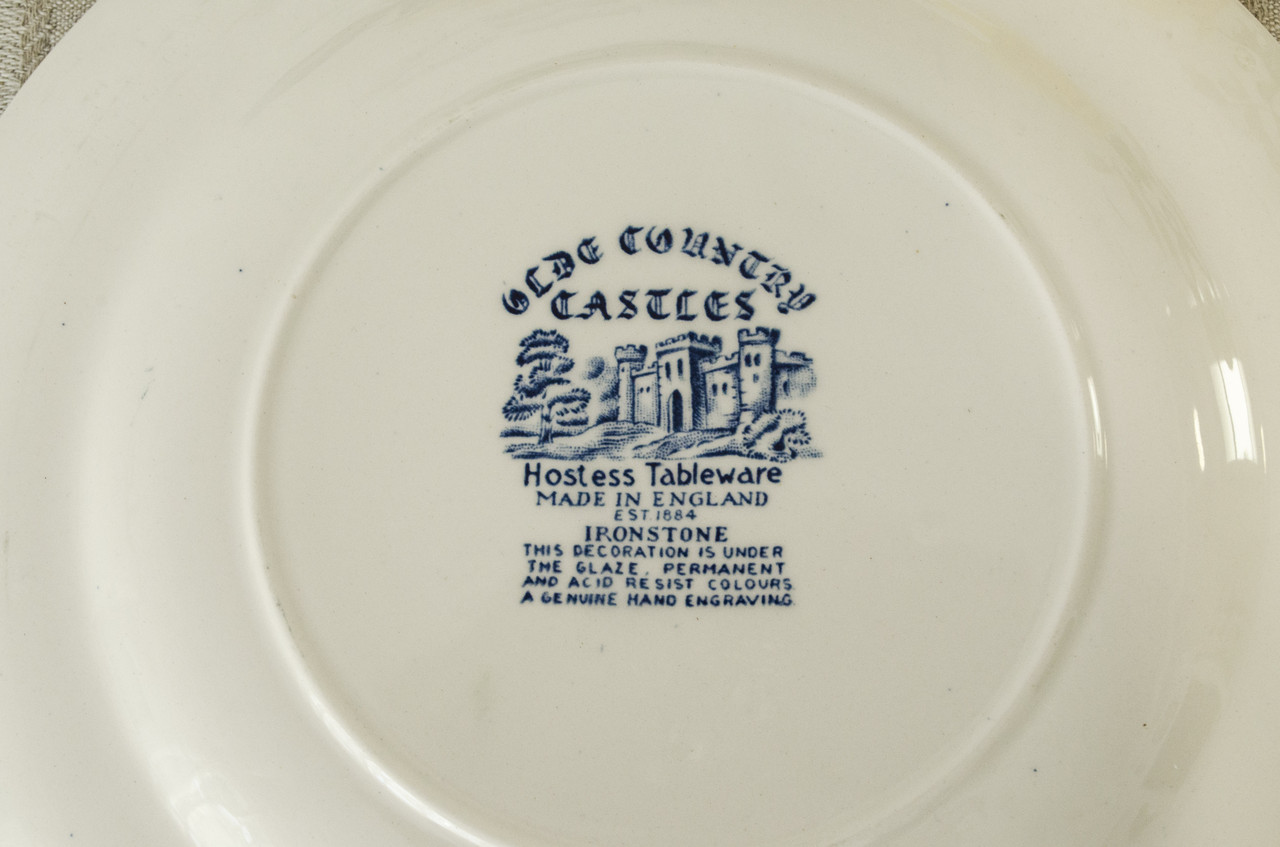 OLDE COUNTRY
CASTLES
Hostess Tableware
MADE IN ENGLAND
EST. 1884
IRONSTONE
THIS DECORATION IS UNDER
THE GLAZE, PERMANENT
AND ACID RESIST COLOURS
A GENUINE HAND ENGRAVING.